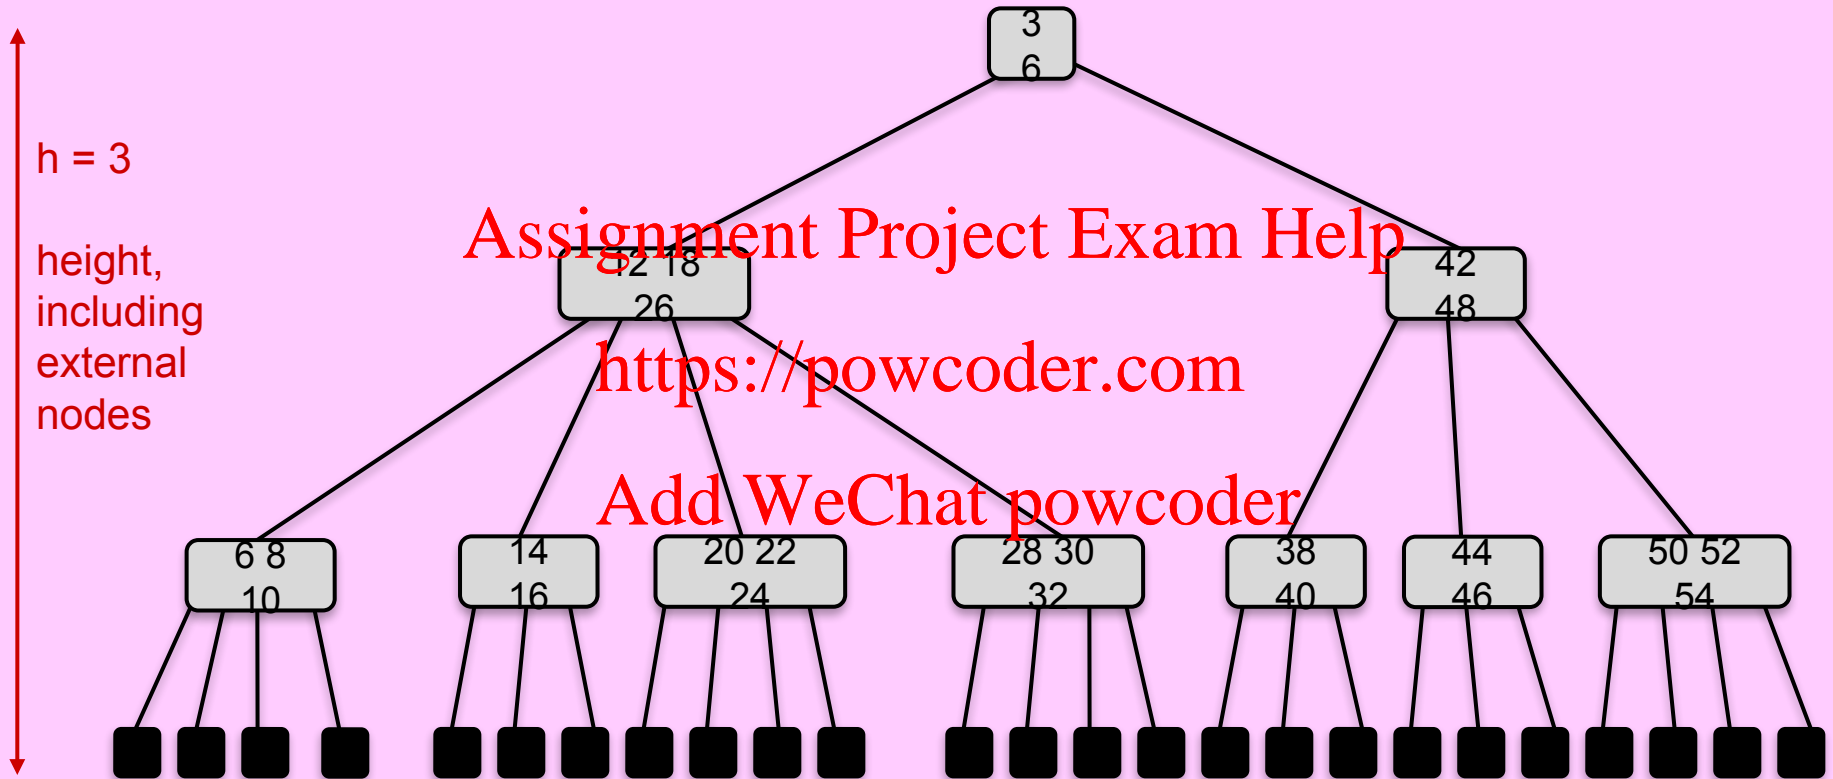 3
6
h = 3
height,
including
external
nodes
Assignment Project Exam Help
12 18
26
42
48
https://powcoder.com
Add WeChat powcoder
6 8
10
14
16
20 22
24
28 30
32
38
40
44
46
50 52
54